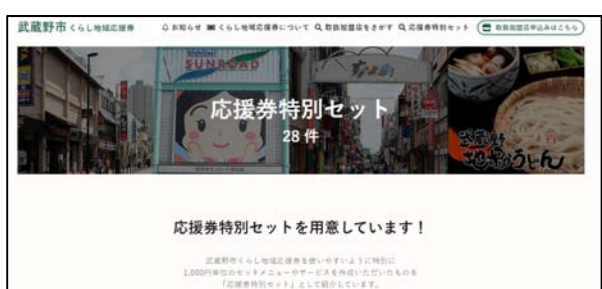 武蔵野市 くらし地域応援券
お知らせ くらし地域応援券について 取扱加盟店をさがす 応援券特別セット 取扱加盟店申込みはこちら
SUNROAD
応援券特別セット
28 件
武蔵野
地粉うどん
応援券特別セットを用意しています！
武蔵野市くらし地域応援券を使いやすいように特別に
1,000円単位のセットメニューやサービスを作成いただいたものを
「応援券特別セット」として紹介しています。